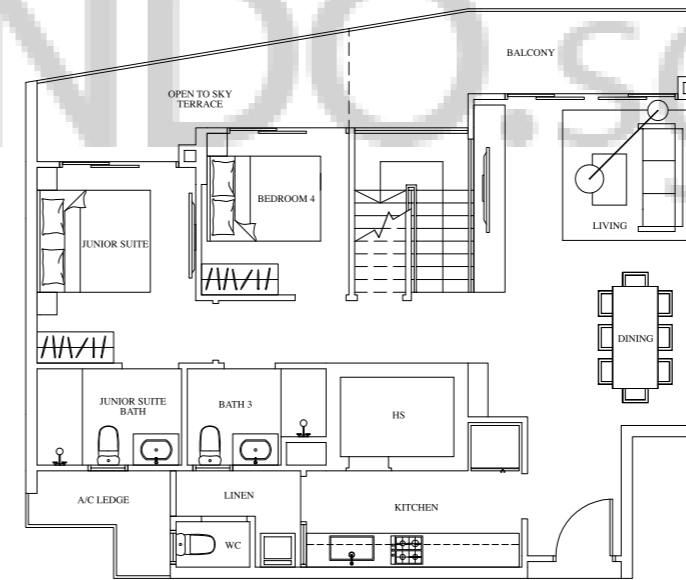 NDO.s
BALCONY
OPEN TO SKY
TERRACE
BEDROOM 4
JUNIOR SUITE
LIVING
DINING
JUNIOR SUITE
BATH
BATH 3
HS
A/C LEDGE
LINEN
KITCHEN
WC